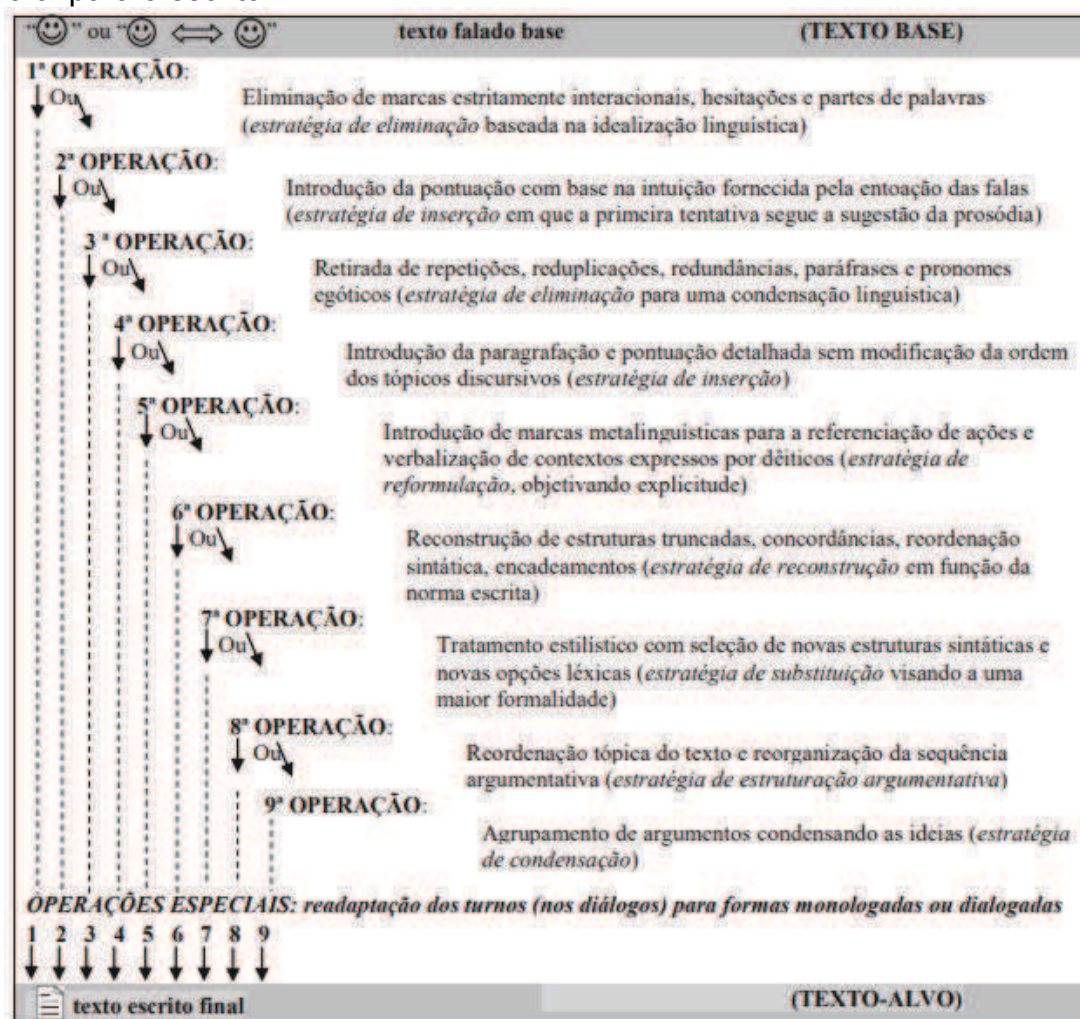 " " ou " " texto falado base (TEXTO BASE)
1ª OPERAÇÃO:
Ou
Eliminação de marcas estritamente interacionais, hesitações e partes de palavras
(estratégia de eliminação baseada na idealização linguística)
2ª OPERAÇÃO:
Ou
Introdução da pontuação com base na intuição fornecida pela entoação das falas
(estratégia de inserção em que a primeira tentativa segue a sugestão da prosódia)
3 ª OPERAÇÃO:
Ou
Retirada de repetições, reduplicações, redundâncias, paráfrases e pronomes
egóticos (estratégia de eliminação para uma condensação linguística)
4ª OPERAÇÃO:
Ou
Introdução da paragrafação e pontuação detalhada sem modificação da ordem
dos tópicos discursivos (estratégia de inserção)
5ª OPERAÇÃO:
Ou
Introdução de marcas metalinguísticas para a referenciação de ações e
verbalização de contextos expressos por dêiticos (estratégia de
reformulação, objetivando explicitude)
6ª OPERAÇÃO:
Ou
Reconstrução de estruturas truncadas, concordâncias, reordenação
sintática, encadeamentos (estratégia de reconstrução em função da
norma escrita)
7ª OPERAÇÃO:
Ou
Tratamento estilístico com seleção de novas estruturas sintáticas e
novas opções léxicas (estratégia de substituição visando a uma
maior formalidade)
8ª OPERAÇÃO:
Ou
Reordenação tópica do texto e reorganização da sequência
argumentativa (estratégia de estruturação argumentativa)
9ª OPERAÇÃO:
Agrupamento de argumentos condensando as ideias (estratégia
de condensação)
OPERAÇÕES ESPECIAIS: readaptação dos turnos (nos diálogos) para formas monologadas ou dialogadas
1 2 3 4 5 6 7 8 9
texto escrito final (TEXTO-ALVO)